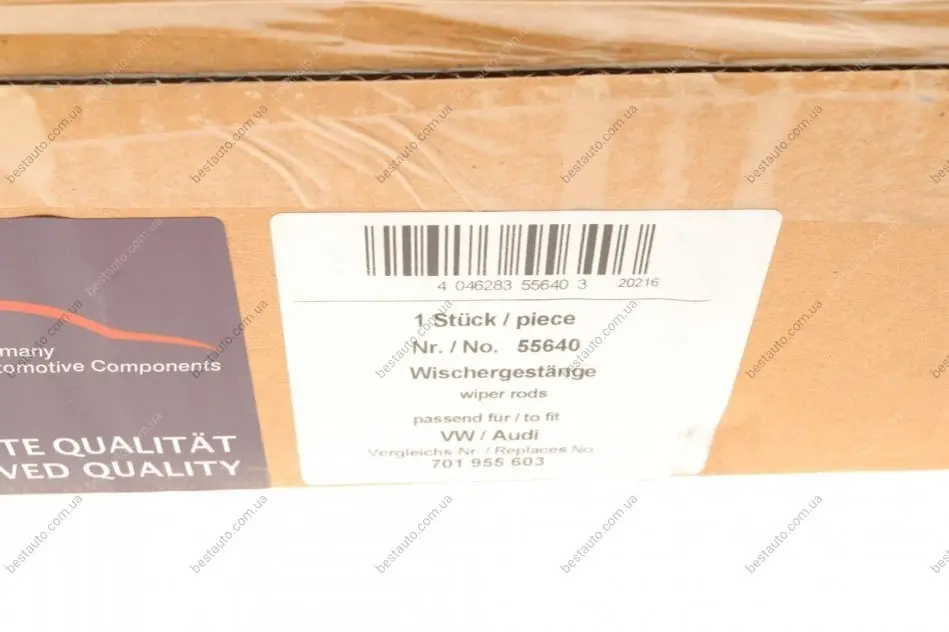 4 046283 55640 3 20216
1 Stück / piece
Nr. / No. 55640
Wischergestänge
wiper rods
passend für / to fit
VW / Audi
Vergleichs-Nr. / Replaces No.
701 955 603
many
tomotive Components
TE QUALITÄT
VED QUALITY
bestauto.com.ua